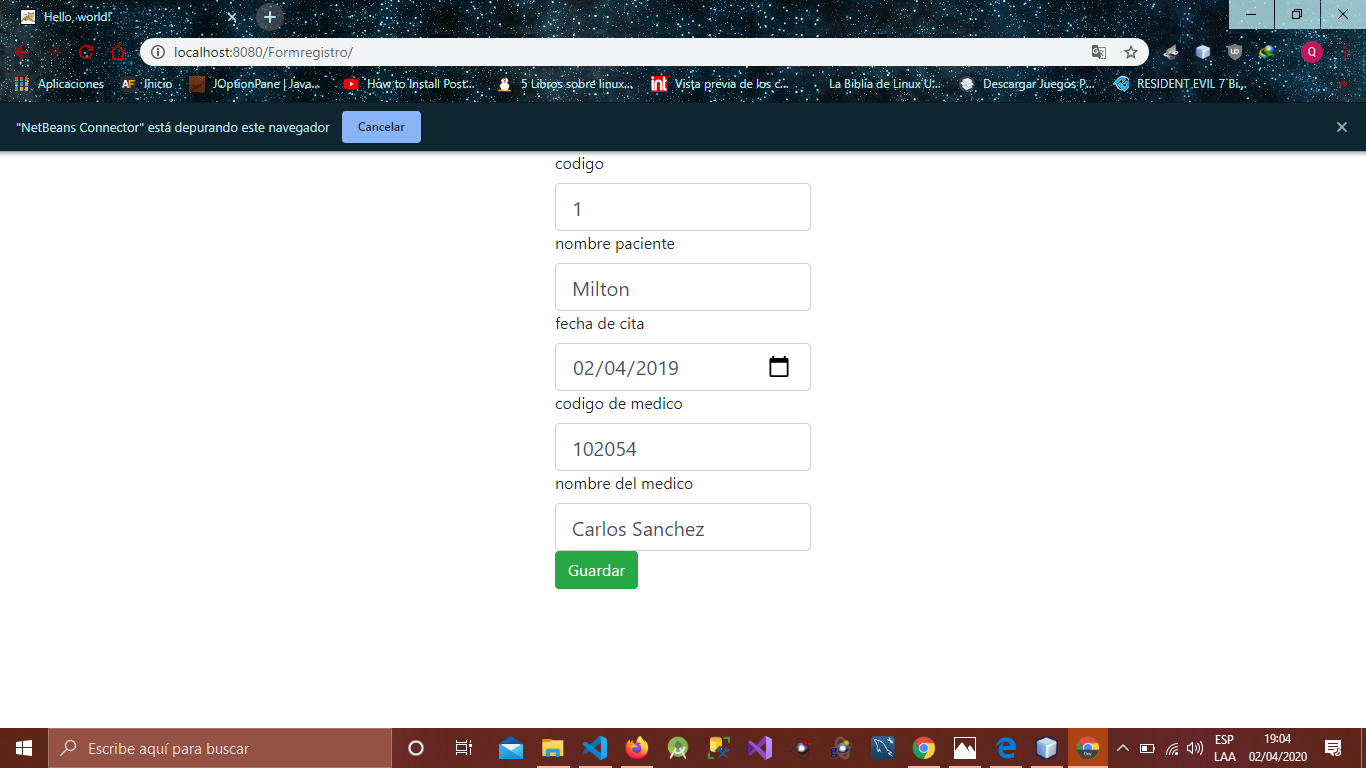 Hello, world!
localhost:8080/Formregistro/
Q
Aplicaciones
AF Inicio
JOptionPane | Java...
How to Install Post...
5 Libros sobre linux...
int Vista previa de los c...
La Biblia de Linux U...
Descargar Juegos P...
RESIDENT EVIL 7 Bi...
"NetBeans Connector" está depurando este navegador
Cancelar
codigo
1
nombre paciente
Milton
fecha de cita
02/04/2019
codigo de medico
102054
nombre del medico
Carlos Sanchez
Guardar
Escribe aquí para buscar
ESP
LAA
19:04
02/04/2020